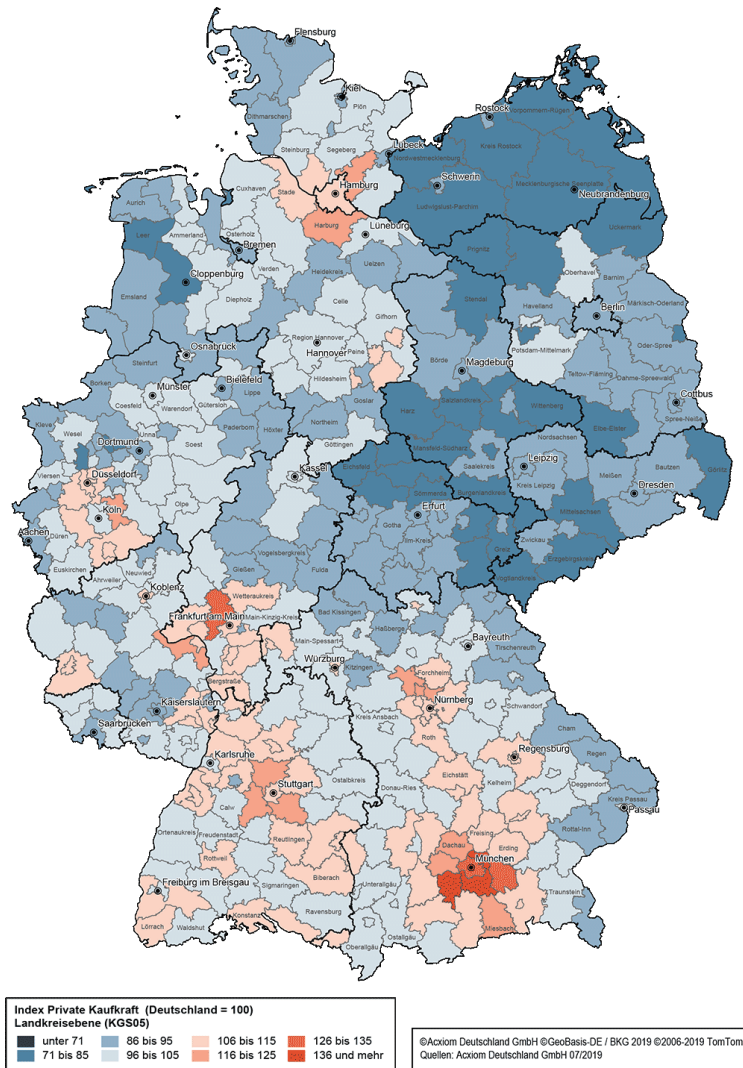 Flensburg
Kiel
Plön
Dithmarschen
Rostock
Vorpommern-Rügen
Steinburg
Segeberg
Lübeck
Kreis Rostock
Nordwestmecklenburg
Cuxhaven
Stade
Hamburg
Schwerin
Mecklenburgische Seenplatte
Neubrandenburg
Aurich
Ludwigslust-Parchim
Leer
Ammerland
Osterholz
Harburg
Lüneburg
Uckermark
Bremen
Prignitz
Cloppenburg
Verden
Heidekreis
Uelzen
Oberhavel
Barnim
Emsland
Diepholz
Celle
Stendal
Havelland
Märkisch-Oderland
Gifhorn
Berlin
Osnabrück
Region Hannover
Peine
Hannover
Potsdam-Mittelmark
Oder-Spree
Steinfurt
Börde
Magdeburg
Teltow-Fläming
Dahme-Spreewald
Borken
Bielefeld
Hildesheim
Münster
Lippe
Cottbus
Coesfeld
Warendorf
Gütersloh
Goslar
Harz
Salzlandkreis
Wittenberg
Spree-Neiße
Kleve
Wesel
Unna
Paderborn
Höxter
Northeim
Elbe-Elster
Dortmund
Soest
Göttingen
Mansfeld-Südharz
Nordsachsen
Viersen
Düsseldorf
Kassel
Eichsfeld
Saalekreis
Leipzig
Bautzen
Görlitz
Meißen
Kreis Leipzig
Dresden
Sömmerda
Burgenlandkreis
Olpe
Köln
Erfurt
Mittelsachsen
Aachen
Düren
Gotha
Ilm-Kreis
Greiz
Zwickau
Erzgebirgskreis
Vogelsbergkreis
Euskirchen
Gießen
Fulda
Vogtlandkreis
Ahrweiler
Neuwied
Koblenz
Wetteraukreis
Bad Kissingen
Frankfurt am Main
Main-Kinzig-Kreis
Haßberge
Tirschenreuth
Main-Spessart
Bayreuth
Würzburg
Kitzingen
Forchheim
Bergstraße
Kaiserslautern
Nürnberg
Schwandorf
Kreis Ansbach
Saarbrücken
Roth
Cham
Karlsruhe
Regensburg
Regen
Eichstätt
Ostalbkreis
Donau-Ries
Kelheim
Deggendorf
Stuttgart
Calw
Kreis Passau
Passau
Ortenaukreis
Freudenstadt
Reutlingen
Freising
Rottal-Inn
Dachau
Erding
Rottweil
München
Biberach
Freiburg im Breisgau
Sigmaringen
Unterallgäu
Traunstein
Ravensburg
Lörrach
Waldshut
Konstanz
Miesbach
Oberallgäu
Ostallgäu
Index Private Kaufkraft (Deutschland = 100)
Landkreisebene (KGS05)
unter 71
86 bis 95
106 bis 115
126 bis 135
71 bis 85
96 bis 105
116 bis 125
136 und mehr
©Acxiom Deutschland GmbH ©GeoBasis-DE / BKG 2019 ©2006-2019 TomTom
Quellen: Acxiom Deutschland GmbH 07/2019